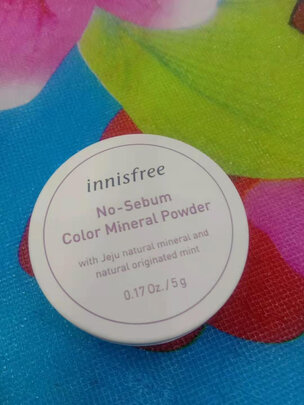 innisfree
No-Sebum
Color Mineral Powder
with Jeju natural mineral and
natural originated mint
0.17 Oz. / 5 g